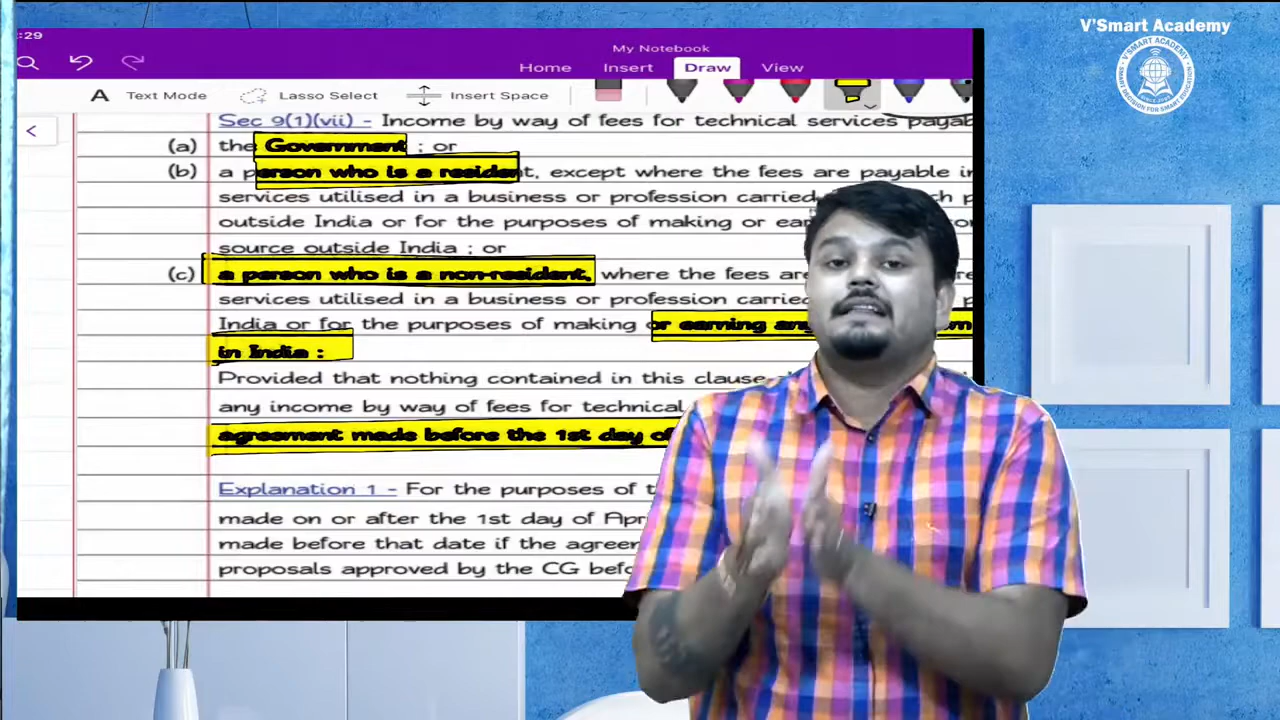 V'Smart Academy
V'SMART ACADEMY
SMART DECISION FOR SMART EDUCATION
:29
My Notebook
Home Insert Draw View
A Text Mode Lasso Select Insert Space
Sec 9(1)(vii) - Income by way of fees for technical services
(a) the Government ; or
(b) a person who is a resident, except where the fees are payable
services utilised in a business or profession carried
outside India or for the purposes of making or
source outside India ; or
(c) a person who is a non-resident, where the fees are
services utilised in a business or profession
India or for the purposes of making or earning
in India :
Provided that nothing contained in this clause
any income by way of fees for technical
agreement made before the 1st day of
Explanation 1 - For the purposes of
made on or after the 1st day of
made before that date if the
proposals approved by the CG